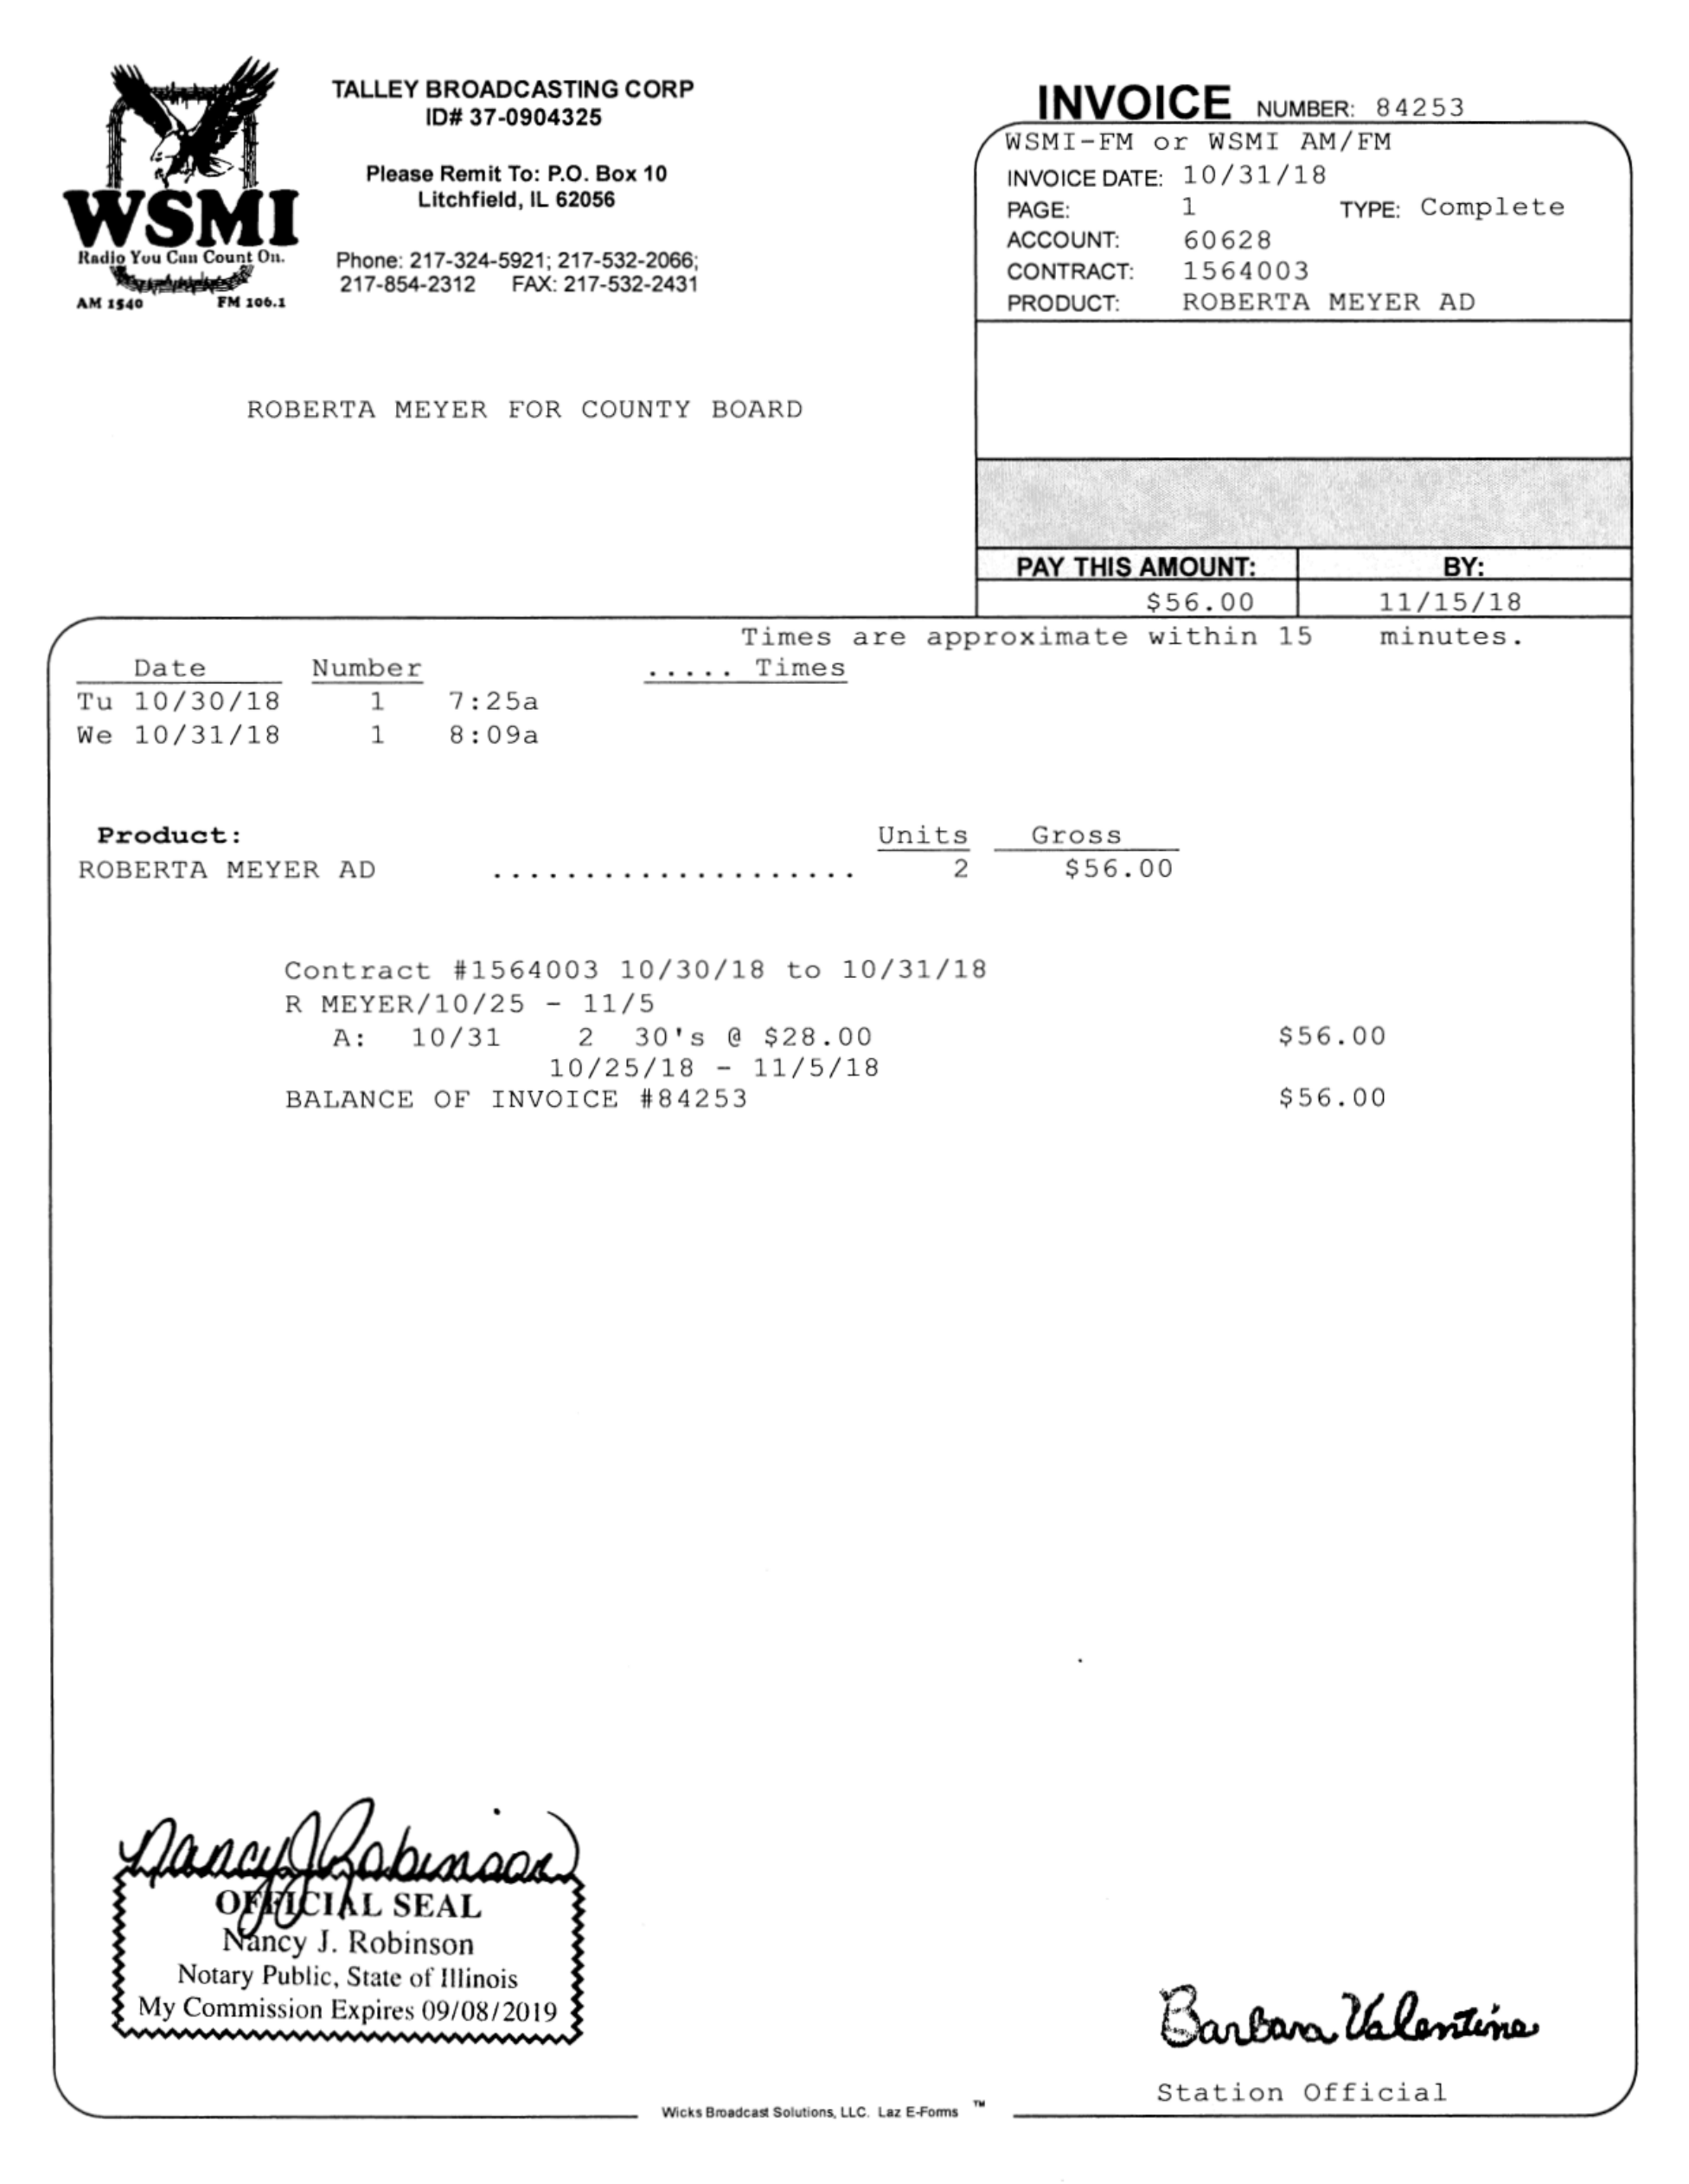 WSMI
Radio You Can Count On.
AM 1540 FM 106.1
TALLEY BROADCASTING CORP
ID# 37-0904325
Please Remit To: P.O. Box 10
Litchfield, IL 62056
Phone: 217-324-5921; 217-532-2066;
217-854-2312 FAX: 217-532-2431
INVOICE NUMBER: 84253
WSMI-FM or WSMI AM/FM
INVOICE DATE: 10/31/18
PAGE: 1 TYPE: Complete
ACCOUNT: 60628
CONTRACT: 1564003
PRODUCT: ROBERTA MEYER AD
ROBERTA MEYER FOR COUNTY BOARD
PAY THIS AMOUNT: BY:
$56.00 11/15/18
Times are approximate within 15 minutes.
Date Number ..... Times
Tu 10/30/18 1 7:25a
We 10/31/18 1 8:09a
Product: Units Gross
ROBERTA MEYER AD .................... 2 $56.00
Contract #1564003 10/30/18 to 10/31/18
R MEYER/10/25 - 11/5
A: 10/31 2 30's @ $28.00 $56.00
10/25/18 - 11/5/18
BALANCE OF INVOICE #84253 $56.00
Nancy J Robinson
OFFICIAL SEAL
Nancy J. Robinson
Notary Public, State of Illinois
My Commission Expires 09/08/2019
Barbara Valentine
Station Official
Wicks Broadcast Solutions, LLC. Laz E-Forms ™